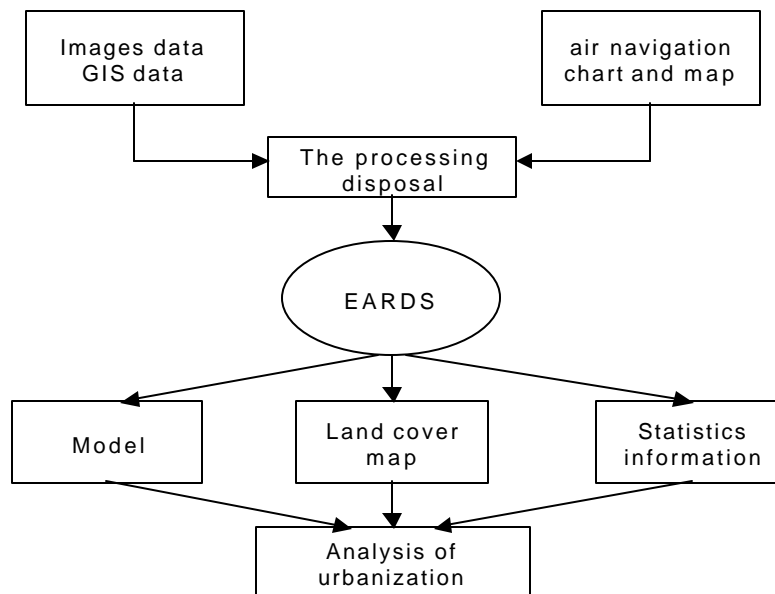 Images data
GIS data
air navigation
chart and map
The processing
disposal
EARDS
Model
Land cover
map
Statistics
information
Analysis of
urbanization